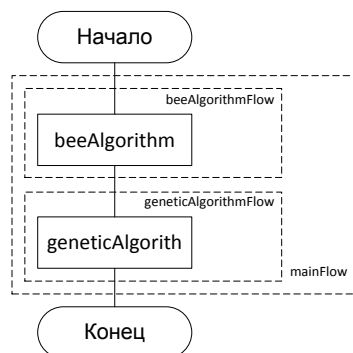 Начало
beeAlgorithmFlow
beeAlgorithm
geneticAlgorithmFlow
geneticAlgorith
mainFlow
Конец